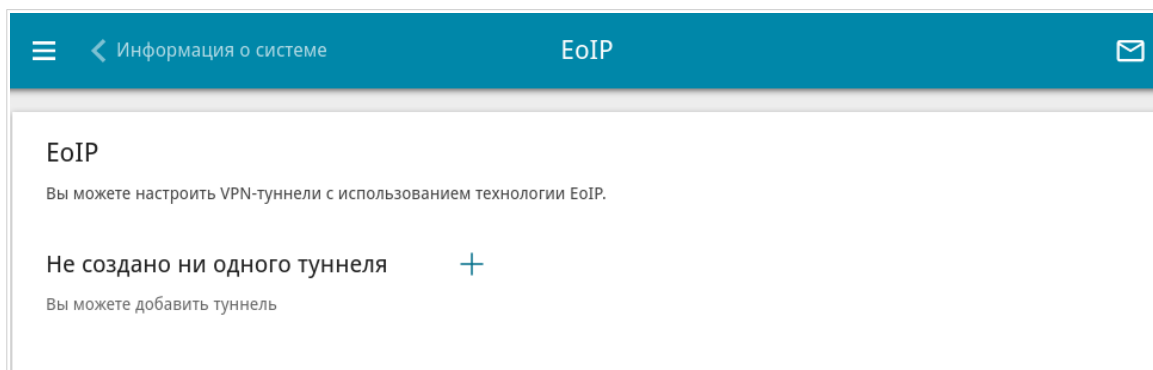 Информация о системе
EoIP
EoIP
Вы можете настроить VPN-туннели с использованием технологии EoIP.
Не создано ни одного туннеля
Вы можете добавить туннель